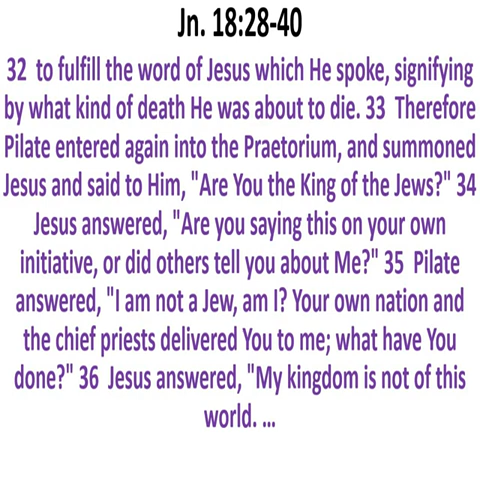 Jn. 18:28-40
32 to fulfill the word of Jesus which He spoke, signifying
by what kind of death He was about to die. 33 Therefore
Pilate entered again into the Praetorium, and summoned
Jesus and said to Him, "Are You the King of the Jews?" 34
Jesus answered, "Are you saying this on your own
initiative, or did others tell you about Me?" 35 Pilate
answered, "I am not a Jew, am I? Your own nation and
the chief priests delivered You to me; what have You
done?" 36 Jesus answered, "My kingdom is not of this
world. ...